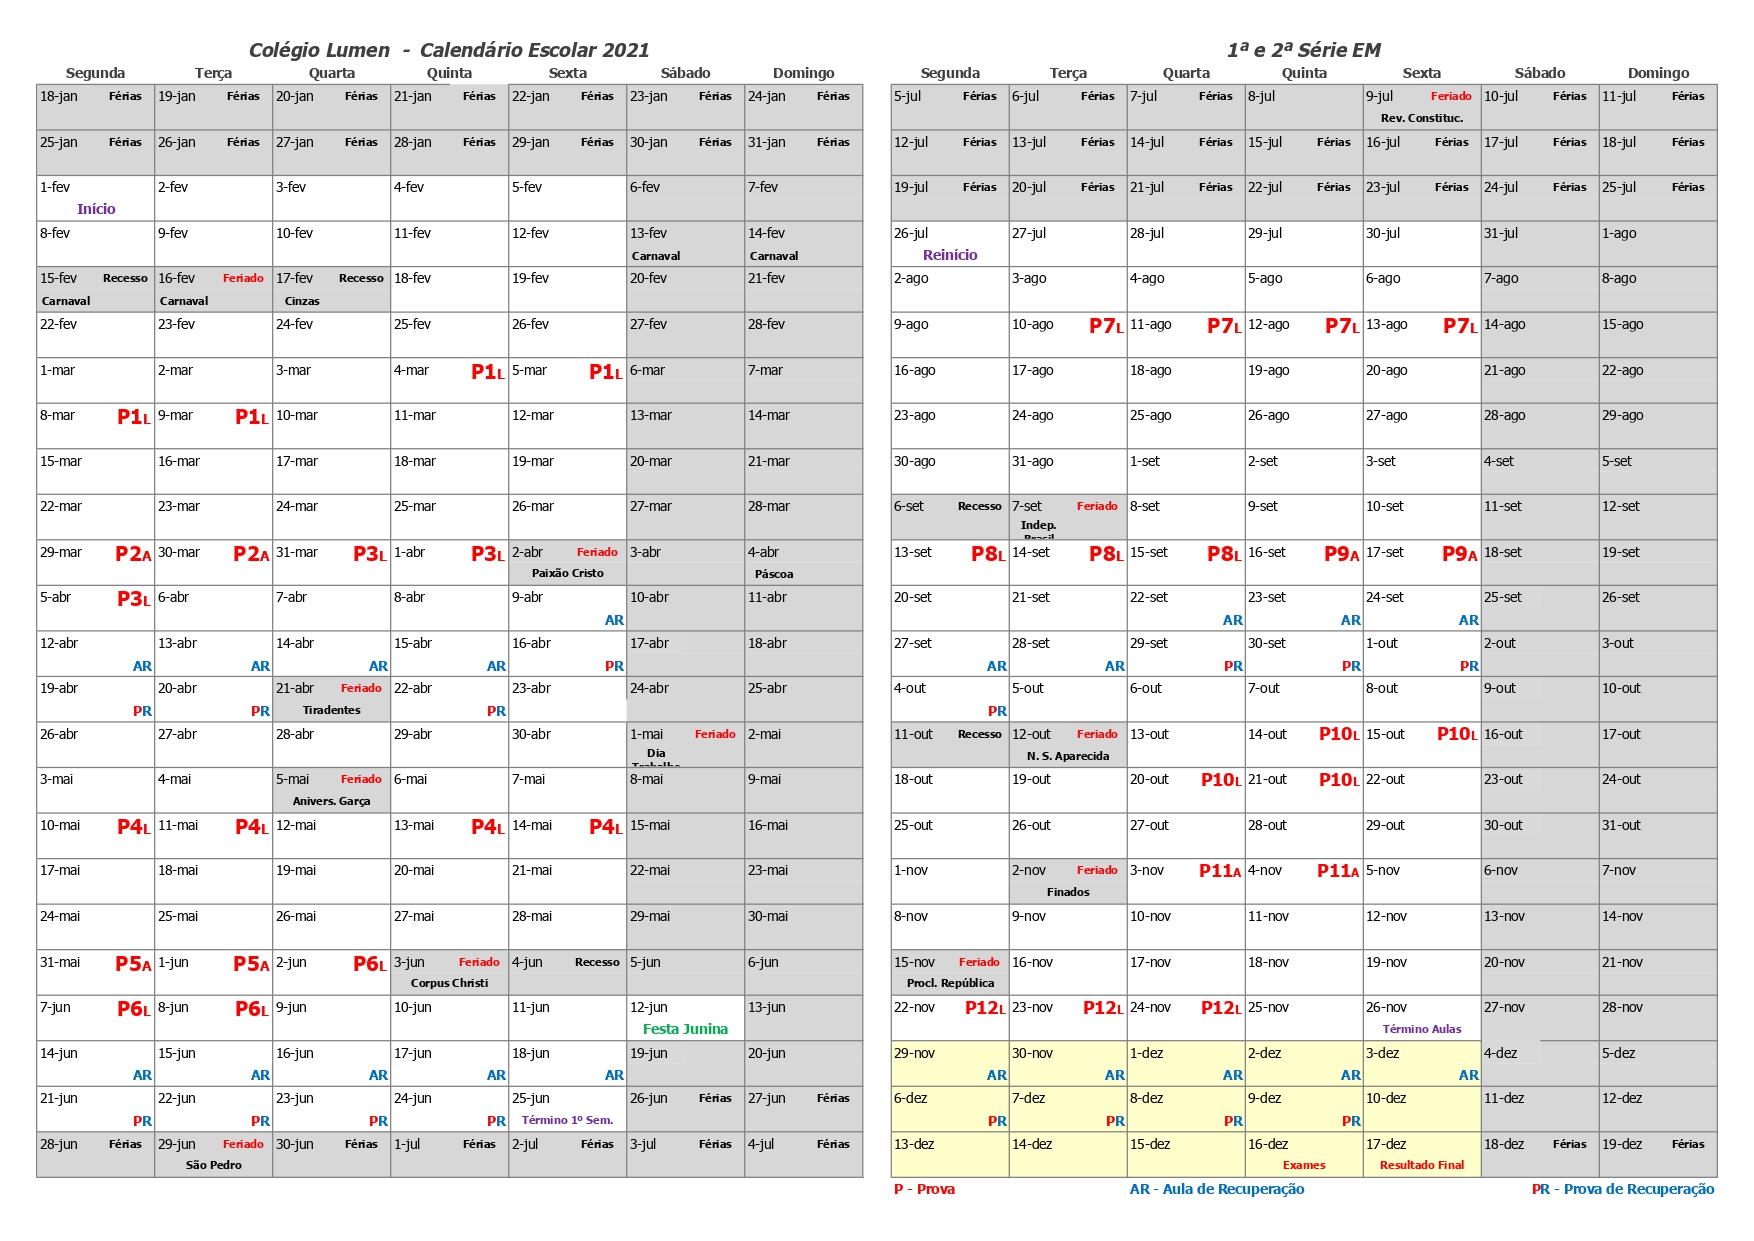 Colégio Lumen - Calendário Escolar 2021
Segunda Terça Quarta Quinta Sexta Sábado Domingo
18-jan Férias 19-jan Férias 20-jan Férias 21-jan Férias 22-jan Férias 23-jan Férias 24-jan Férias
25-jan Férias 26-jan Férias 27-jan Férias 28-jan Férias 29-jan Férias 30-jan Férias 31-jan Férias
1-fev 2-fev 3-fev 4-fev 5-fev 6-fev 7-fev
Início
8-fev 9-fev 10-fev 11-fev 12-fev 13-fev 14-fev
Carnaval Carnaval
15-fev Recesso 16-fev Feriado 17-fev Recesso 18-fev 19-fev 20-fev 21-fev
Carnaval Carnaval Cinzas
22-fev 23-fev 24-fev 25-fev 26-fev 27-fev 28-fev
1-mar 2-mar 3-mar 4-mar P1L 5-mar P1L 6-mar 7-mar
8-mar P1L 9-mar P1L 10-mar 11-mar 12-mar 13-mar 14-mar
15-mar 16-mar 17-mar 18-mar 19-mar 20-mar 21-mar
22-mar 23-mar 24-mar 25-mar 26-mar 27-mar 28-mar
29-mar P2A 30-mar P2A 31-mar P3L 1-abr P3L 2-abr Feriado 3-abr 4-abr
Paixão Cristo Páscoa
5-abr P3L 6-abr 7-abr 8-abr 9-abr 10-abr 11-abr
AR
12-abr 13-abr 14-abr 15-abr 16-abr 17-abr 18-abr
AR AR AR AR PR
19-abr 20-abr 21-abr Feriado 22-abr 23-abr 24-abr 25-abr
PR PR Tiradentes PR
26-abr 27-abr 28-abr 29-abr 30-abr 1-mai Feriado 2-mai
Dia
Trabalho
3-mai 4-mai 5-mai Feriado 6-mai 7-mai 8-mai 9-mai
Anivers. Garça
10-mai P4L 11-mai P4L 12-mai 13-mai P4L 14-mai P4L 15-mai 16-mai
17-mai 18-mai 19-mai 20-mai 21-mai 22-mai 23-mai
24-mai 25-mai 26-mai 27-mai 28-mai 29-mai 30-mai
31-mai P5A 1-jun P5A 2-jun P6L 3-jun Feriado 4-jun Recesso 5-jun 6-jun
Corpus Christi
7-jun P6L 8-jun P6L 9-jun 10-jun 11-jun 12-jun 13-jun
Festa Junina
14-jun 15-jun 16-jun 17-jun 18-jun 19-jun 20-jun
AR AR AR AR AR
21-jun 22-jun 23-jun 24-jun 25-jun 26-jun Férias 27-jun Férias
PR PR PR PR Término 1º Sem.
28-jun Férias 29-jun Feriado 30-jun Férias 1-jul Férias 2-jul Férias 3-jul Férias 4-jul Férias
São Pedro
1ª e 2ª Série EM
Segunda Terça Quarta Quinta Sexta Sábado Domingo
5-jul Férias 6-jul Férias 7-jul Férias 8-jul 9-jul Feriado 10-jul Férias 11-jul Férias
Rev. Constituc.
12-jul Férias 13-jul Férias 14-jul Férias 15-jul Férias 16-jul Férias 17-jul Férias 18-jul Férias
19-jul Férias 20-jul Férias 21-jul Férias 22-jul Férias 23-jul Férias 24-jul Férias 25-jul Férias
26-jul 27-jul 28-jul 29-jul 30-jul 31-jul 1-ago
Reinício
2-ago 3-ago 4-ago 5-ago 6-ago 7-ago 8-ago
9-ago 10-ago P7L 11-ago P7L 12-ago P7L 13-ago P7L 14-ago 15-ago
16-ago 17-ago 18-ago 19-ago 20-ago 21-ago 22-ago
23-ago 24-ago 25-ago 26-ago 27-ago 28-ago 29-ago
30-ago 31-ago 1-set 2-set 3-set 4-set 5-set
6-set Recesso 7-set Feriado 8-set 9-set 10-set 11-set 12-set
Indep.
Brasil
13-set P8L 14-set P8L 15-set P8L 16-set P9A 17-set P9A 18-set 19-set
20-set 21-set 22-set 23-set 24-set 25-set 26-set
AR AR AR
27-set 28-set 29-set 30-set 1-out 2-out 3-out
AR AR PR PR PR
4-out 5-out 6-out 7-out 8-out 9-out 10-out
PR
11-out Recesso 12-out Feriado 13-out 14-out P10L 15-out P10L 16-out 17-out
N. S. Aparecida
18-out 19-out 20-out P10L 21-out P10L 22-out 23-out 24-out
25-out 26-out 27-out 28-out 29-out 30-out 31-out
1-nov 2-nov Feriado 3-nov P11A 4-nov P11A 5-nov 6-nov 7-nov
Finados
8-nov 9-nov 10-nov 11-nov 12-nov 13-nov 14-nov
15-nov Feriado 16-nov 17-nov 18-nov 19-nov 20-nov 21-nov
Procl. República
22-nov P12L 23-nov P12L 24-nov P12L 25-nov 26-nov 27-nov 28-nov
Término Aulas
29-nov 30-nov 1-dez 2-dez 3-dez 4-dez 5-dez
AR AR AR AR AR
6-dez 7-dez 8-dez 9-dez 10-dez 11-dez 12-dez
PR PR PR PR
13-dez 14-dez 15-dez 16-dez 17-dez 18-dez Férias 19-dez Férias
Exames Resultado Final
P - Prova AR - Aula de Recuperação PR - Prova de Recuperação